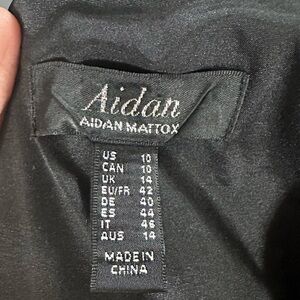 Aidan
AIDAN MATTOX
US 10
CAN 10
UK 14
EU/FR 42
DE 40
ES 44
IT 46
AUS 14
MADE IN
CHINA